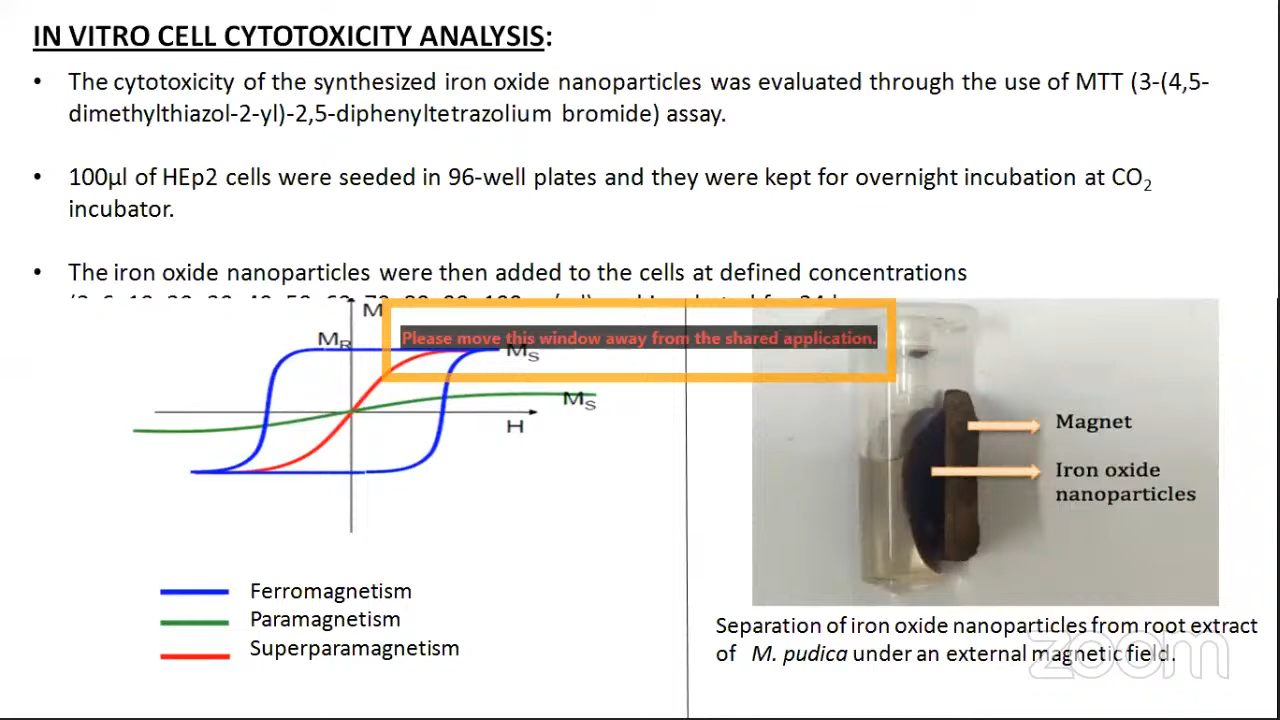 IN VITRO CELL CYTOTOXICITY ANALYSIS:
• The cytotoxicity of the synthesized iron oxide nanoparticles was evaluated through the use of MTT (3-(4,5-
dimethylthiazol-2-yl)-2,5-diphenyltetrazolium bromide) assay.
• 100µl of HEp2 cells were seeded in 96-well plates and they were kept for overnight incubation at CO2
incubator.
• The iron oxide nanoparticles were then added to the cells at defined concentrations
M
MR
Please move this window away from the shared application.
MS
MS
H
Magnet
Iron oxide
nanoparticles
Ferromagnetism
Paramagnetism
Superparamagnetism
Separation of iron oxide nanoparticles from root extract
of M. pudica under an external magnetic field.
zoom